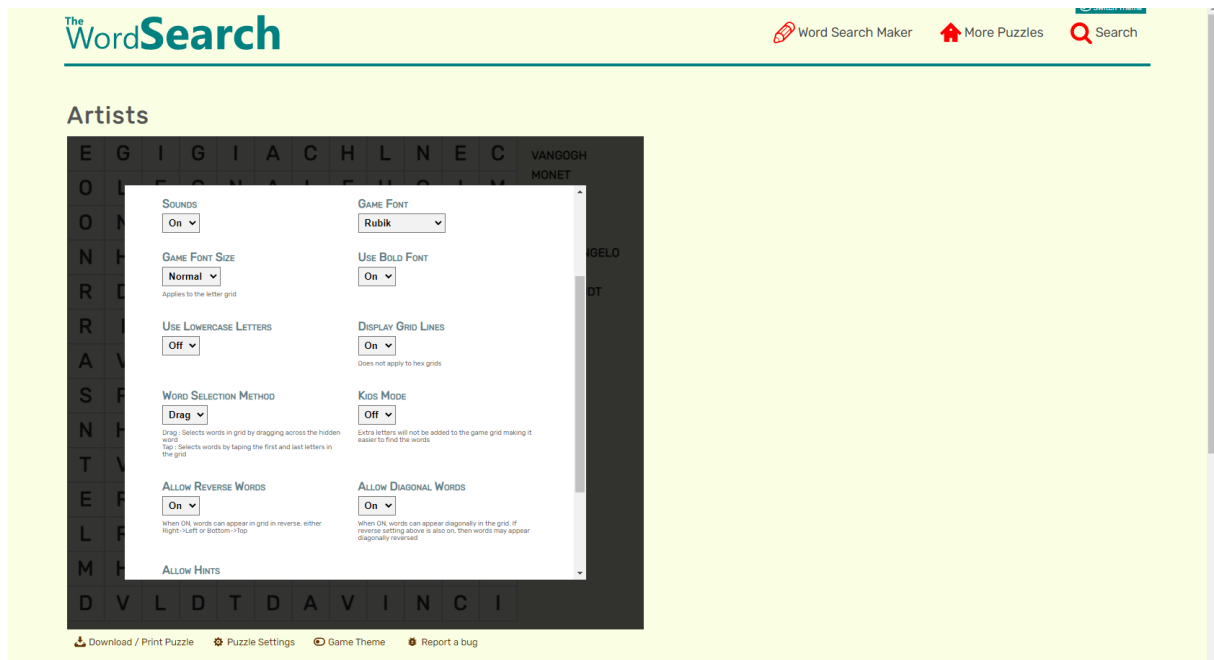 The
WordSearch
Word Search Maker
More Puzzles
Search
Artists
E G I G I A C H L N E C
VANGOGH
MONET
O
O
N
NGELO
R
DT
R
A
S
N
T
E
L
M
D V L D T D A V I N C I
Sounds
On
Game Font
Rubik
Game Font Size
Normal
Applies to the letter grid
Use Bold Font
On
Use Lowercase Letters
Off
Display Grid Lines
On
Does not apply to hex grids
Word Selection Method
Drag
Drag : Selects words in grid by dragging across the hidden
word
Tap : Selects words by taping the first and last letters in
the grid
Kids Mode
Off
Extra letters will not be added to the game grid making it
easier to find the words
Allow Reverse Words
On
When ON, words can appear in grid in reverse, either
Right->Left or Bottom->Top
Allow Diagonal Words
On
When ON, words can appear diagonally in the grid. If
reverse setting above is also on, then words may appear
diagonally reversed
Allow Hints
Download / Print Puzzle
Puzzle Settings
Game Theme
Report a bug